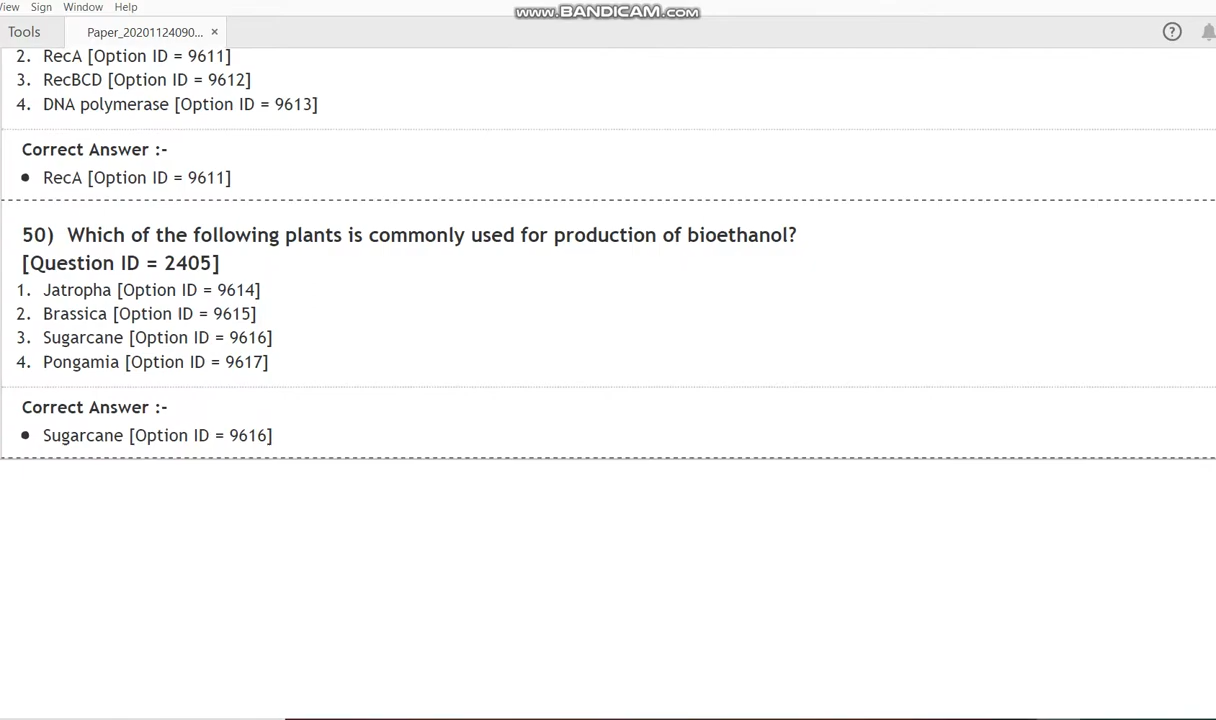 View Sign Window Help
www.BANDICAM.com
Tools Paper_20201124090... ×
2. RecA [Option ID = 9611]
3. RecBCD [Option ID = 9612]
4. DNA polymerase [Option ID = 9613]
Correct Answer :-
• RecA [Option ID = 9611]
50) Which of the following plants is commonly used for production of bioethanol?
[Question ID = 2405]
1. Jatropha [Option ID = 9614]
2. Brassica [Option ID = 9615]
3. Sugarcane [Option ID = 9616]
4. Pongamia [Option ID = 9617]
Correct Answer :-
• Sugarcane [Option ID = 9616]